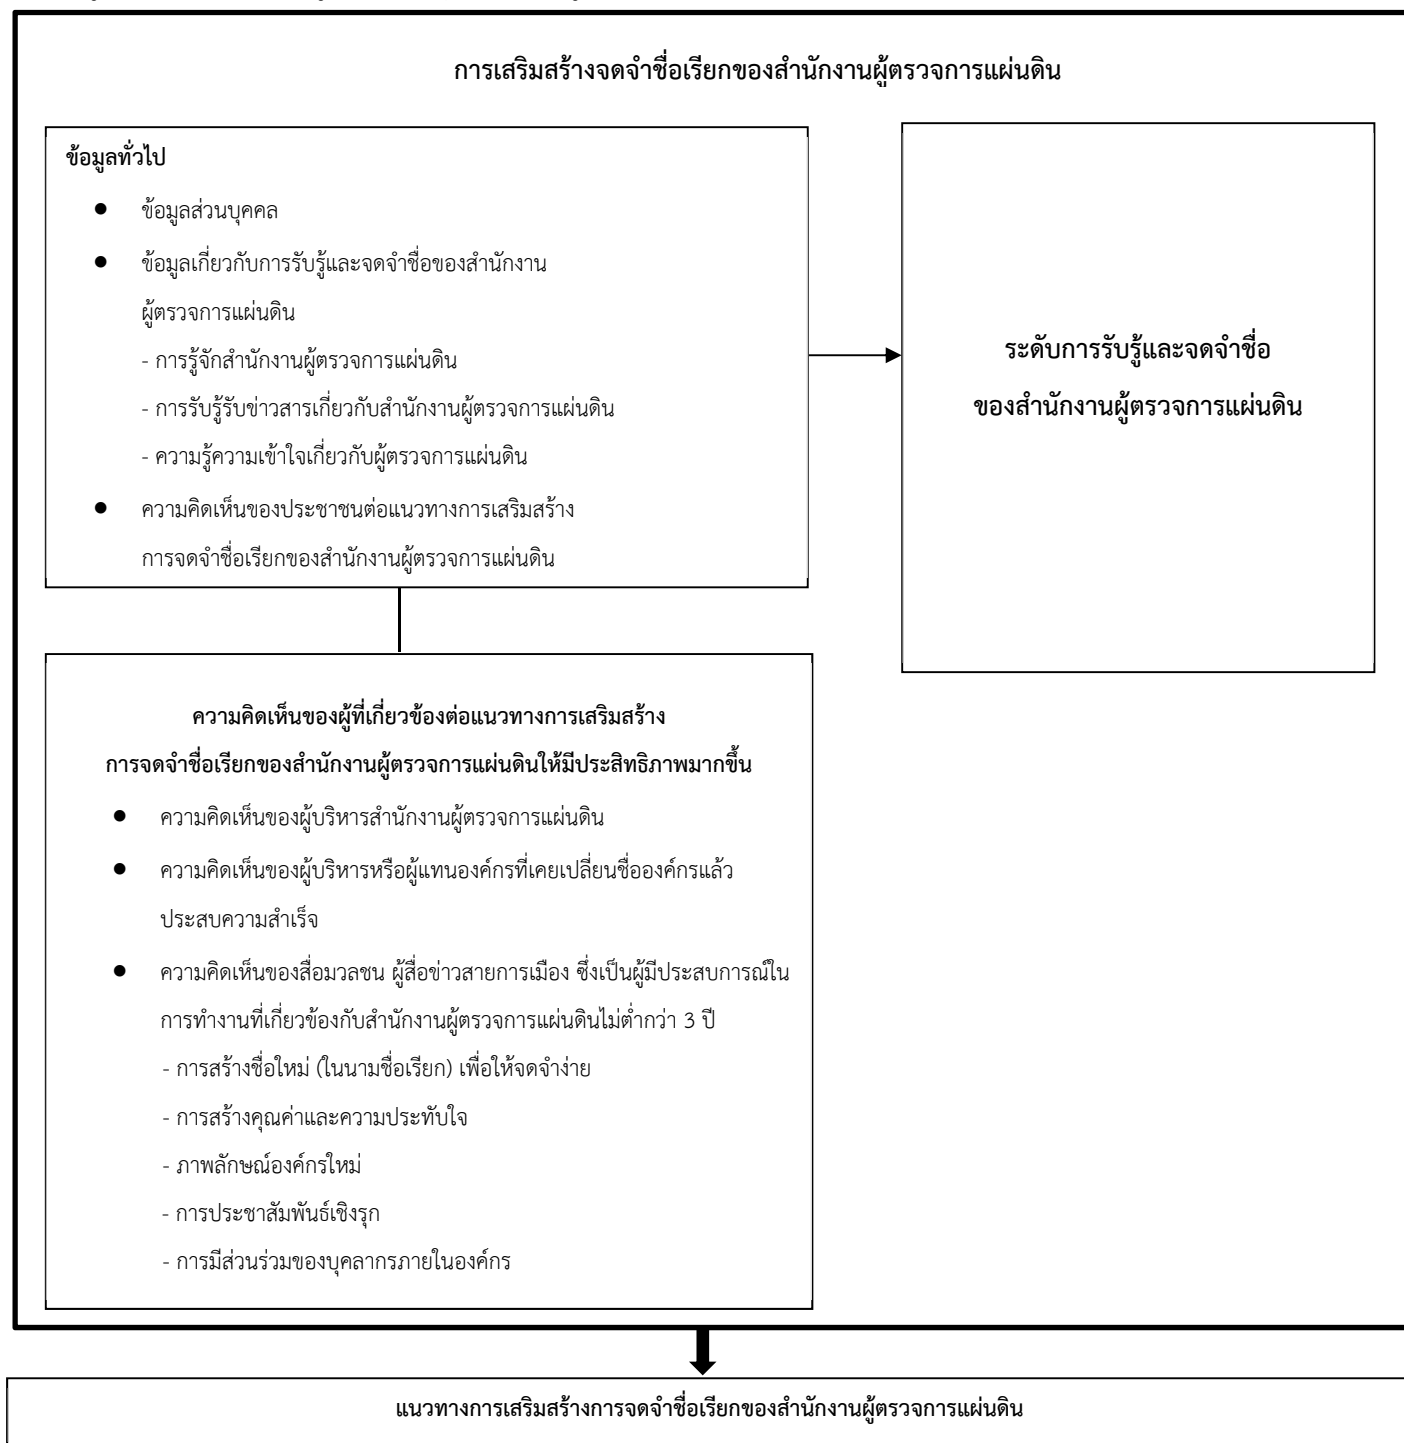 การเสริมสร้างจดจำชื่อเรียกของสำนักงานผู้ตรวจการแผ่นดิน
ข้อมูลทั่วไป
● ข้อมูลส่วนบุคคล
● ข้อมูลเกี่ยวกับการรับรู้และจดจำชื่อของสำนักงาน
ผู้ตรวจการแผ่นดิน
- การรู้จักสำนักงานผู้ตรวจการแผ่นดิน
- การรับรู้รับข่าวสารเกี่ยวกับสำนักงานผู้ตรวจการแผ่นดิน
- ความรู้ความเข้าใจเกี่ยวกับผู้ตรวจการแผ่นดิน
● ความคิดเห็นของประชาชนต่อแนวทางการเสริมสร้าง
การจดจำชื่อเรียกของสำนักงานผู้ตรวจการแผ่นดิน
ระดับการรับรู้และจดจำชื่อ
ของสำนักงานผู้ตรวจการแผ่นดิน
ความคิดเห็นของผู้ที่เกี่ยวข้องต่อแนวทางการเสริมสร้าง
การจดจำชื่อเรียกของสำนักงานผู้ตรวจการแผ่นดินให้มีประสิทธิภาพมากขึ้น
● ความคิดเห็นของผู้บริหารสำนักงานผู้ตรวจการแผ่นดิน
● ความคิดเห็นของผู้บริหารหรือผู้แทนองค์กรที่เคยเปลี่ยนชื่อองค์กรแล้ว
ประสบความสำเร็จ
● ความคิดเห็นของสื่อมวลชน ผู้สื่อข่าวสายการเมือง ซึ่งเป็นผู้มีประสบการณ์ใน
การทำงานที่เกี่ยวข้องกับสำนักงานผู้ตรวจการแผ่นดินไม่ต่ำกว่า 3 ปี
- การสร้างชื่อใหม่ (ในนามชื่อเรียก) เพื่อให้จดจำง่าย
- การสร้างคุณค่าและความประทับใจ
- ภาพลักษณ์องค์กรใหม่
- การประชาสัมพันธ์เชิงรุก
- การมีส่วนร่วมของบุคลากรภายในองค์กร
แนวทางการเสริมสร้างการจดจำชื่อเรียกของสำนักงานผู้ตรวจการแผ่นดิน